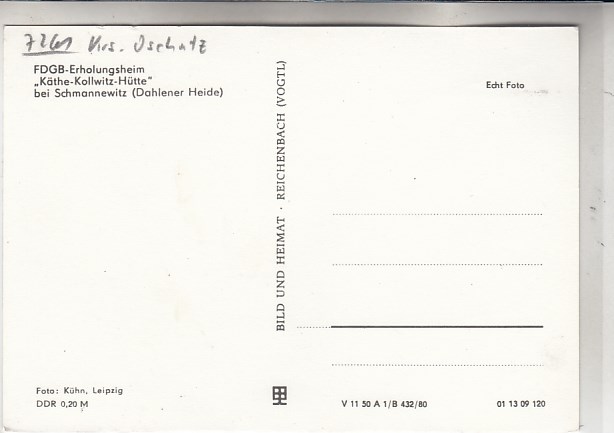 7261 Krs. Oschatz
FDGB-Erholungsheim
„Käthe-Kollwitz-Hütte"
bei Schmannewitz (Dahlener Heide)
BILD UND HEIMAT · REICHENBACH (VOGTL)
Echt Foto
Foto: Kühn, Leipzig
DDR 0,20 M
V 11 50 A 1/B 432/80
01 13 09 120